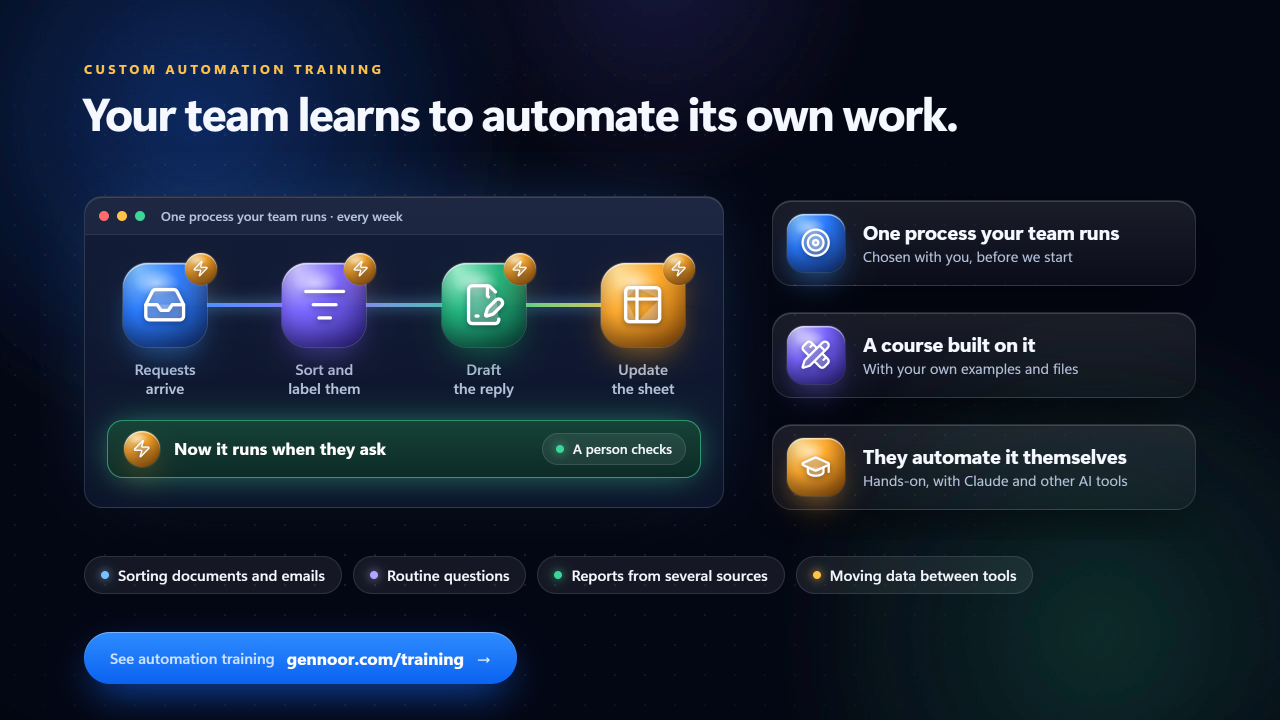 CUSTOM AUTOMATION TRAINING
Your team learns to automate its own work.
One process your team runs · every week
Requests
arrive
Sort and
label them
Draft
the reply
Update
the sheet
Now it runs when they ask
A person checks
One process your team runs
Chosen with you, before we start
A course built on it
With your own examples and files
They automate it themselves
Hands-on, with Claude and other AI tools
Sorting documents and emails
Routine questions
Reports from several sources
Moving data between tools
See automation training gennoor.com/training →